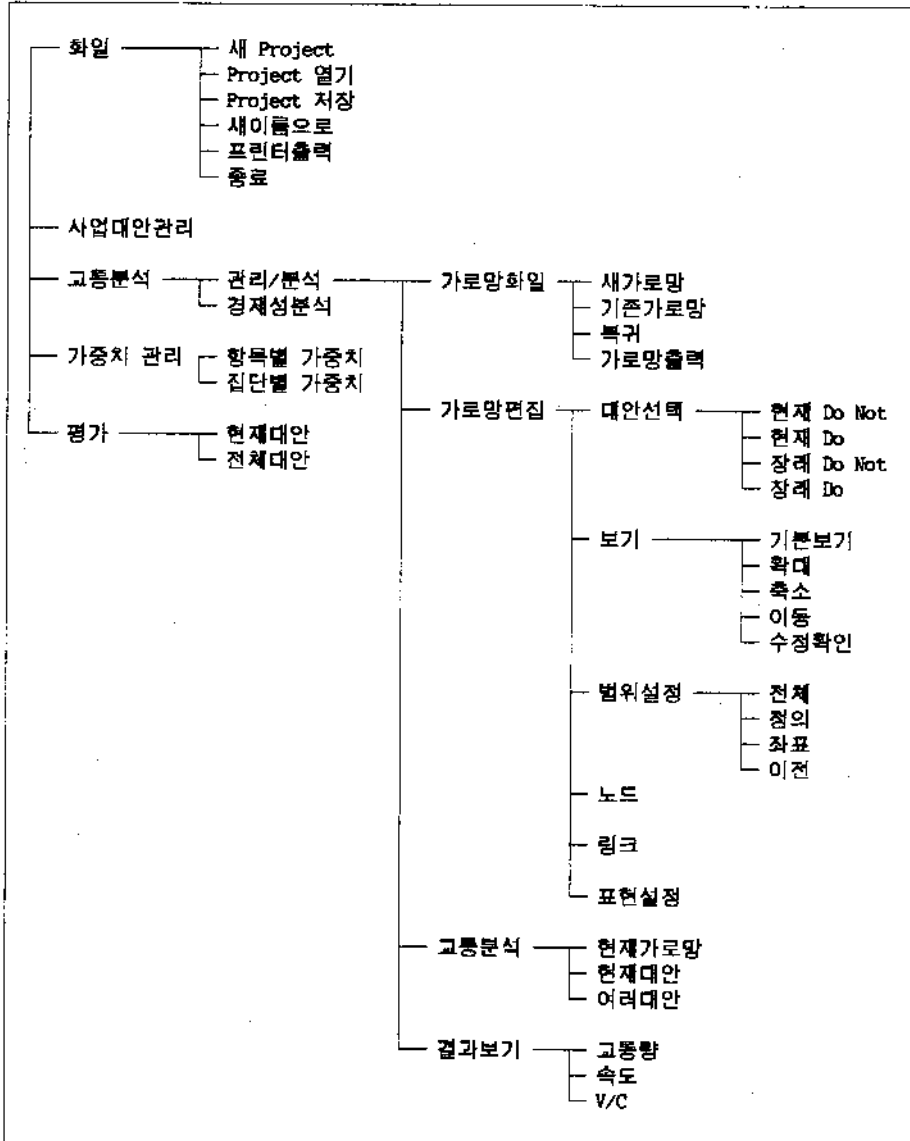 화일
새 Project
Project 열기
Project 저장
새이름으로
프린터출력
종료
사업대안관리
교통분석
관리/분석
경재성분석
가중치 관리
항목별 가중치
집단별 가중치
평가
현재대안
전체대안
가로망화일
새가로망
기존가로망
복귀
가로망출력
가로망편집
대안선택
현재 Do Not
현재 Do
장래 Do Not
장래 Do
보기
기본보기
확대
축소
이동
수정확인
범위설정
전체
정의
좌표
이전
노드
링크
표현설정
교통분석
현재가로망
현재대안
여러대안
결과보기
교통량
속도
V/C